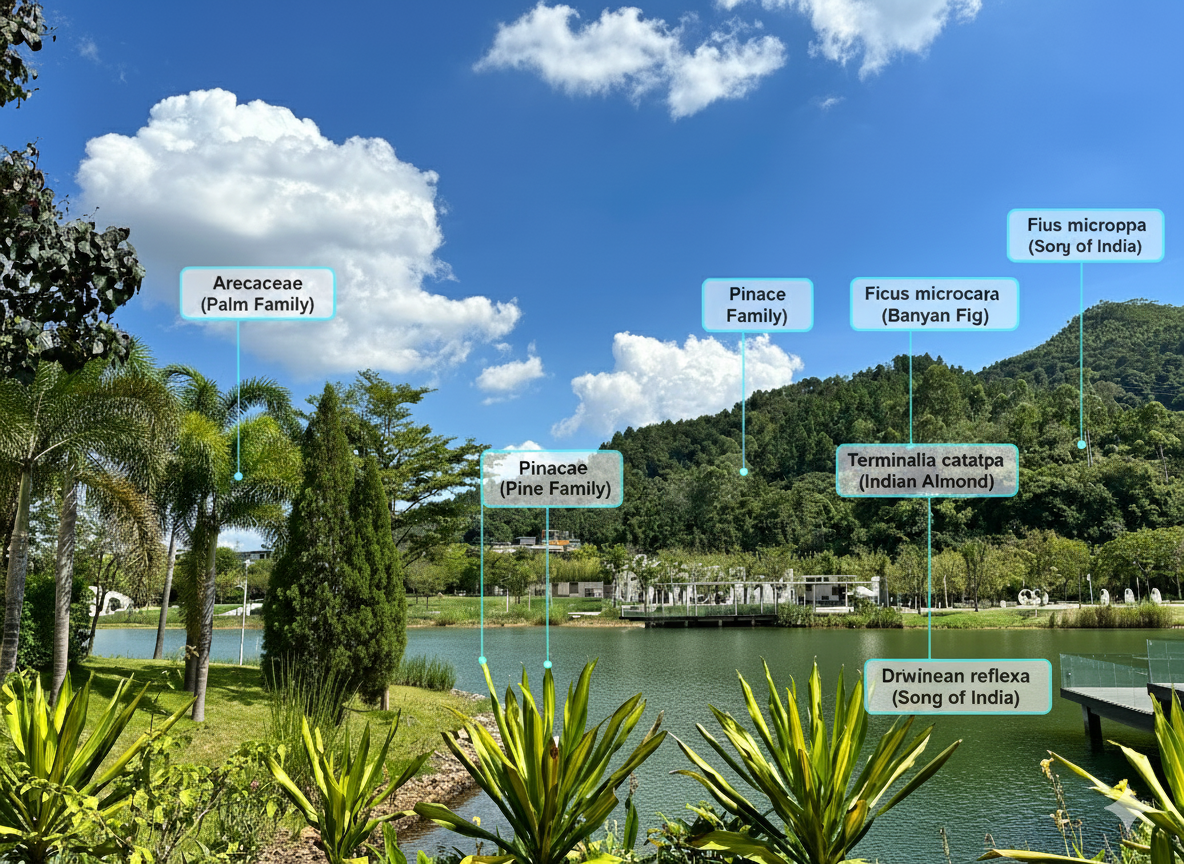 Fius microppa
(Sory of India)
Arecaceae
(Palm Family)
Pinace
Family)
Ficus microcara
(Banyan Fig)
Pinacae
(Pine Family)
Terminalia catatpa
(Indian Almond)
Drwinean reflexa
(Song of India)